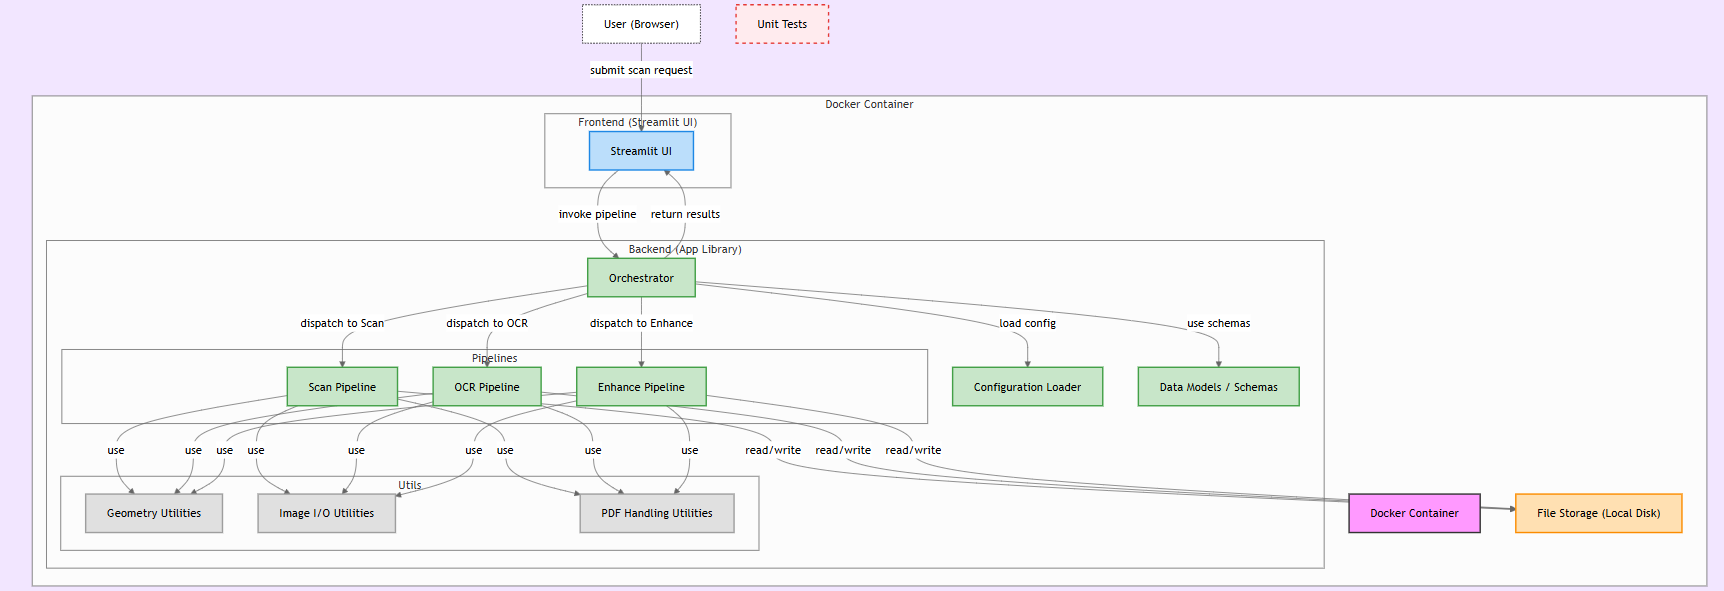 User (Browser)
Unit Tests
submit scan request
Docker Container
Frontend (Streamlit UI)
Streamlit UI
invoke pipeline
return results
Backend (App Library)
Orchestrator
dispatch to Scan
dispatch to OCR
dispatch to Enhance
load config
use schemas
Pipelines
Scan Pipeline
OCR Pipeline
Enhance Pipeline
Configuration Loader
Data Models / Schemas
use
use
use
use
use
use
use
use
use
read/write
read/write
read/write
Utils
Geometry Utilities
Image I/O Utilities
PDF Handling Utilities
Docker Container
File Storage (Local Disk)